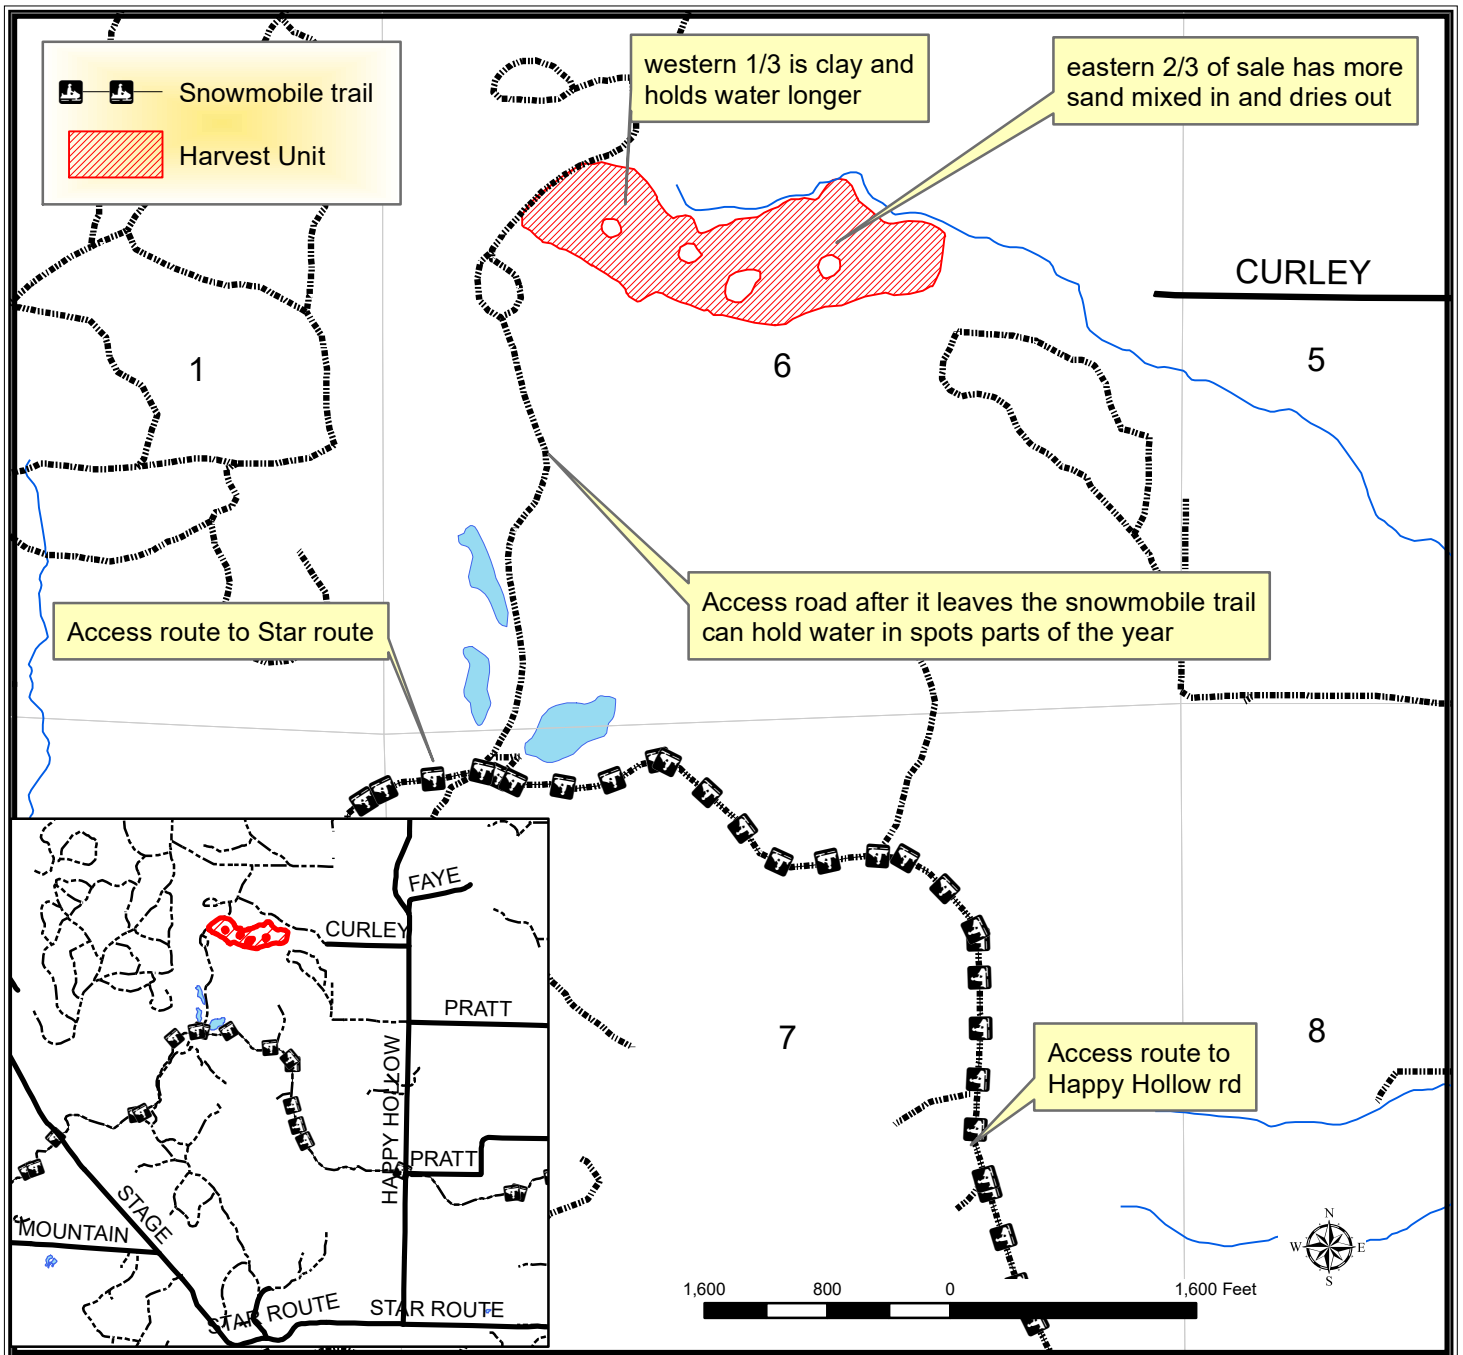 Snowmobile trail
Harvest Unit
western 1/3 is clay and
holds water longer
eastern 2/3 of sale has more
sand mixed in and dries out
CURLEY
1
6
5
Access route to Star route
Access road after it leaves the snowmobile trail
can hold water in spots parts of the year
7
8
Access route to
Happy Hollow rd
FAYE
CURLEY
PRATT
HAPPY HOLLOW
PRATT
STAGE
MOUNTAIN
STAR ROUTE
STAR ROUTE
N
W E
S
1,600 800 0 1,600 Feet